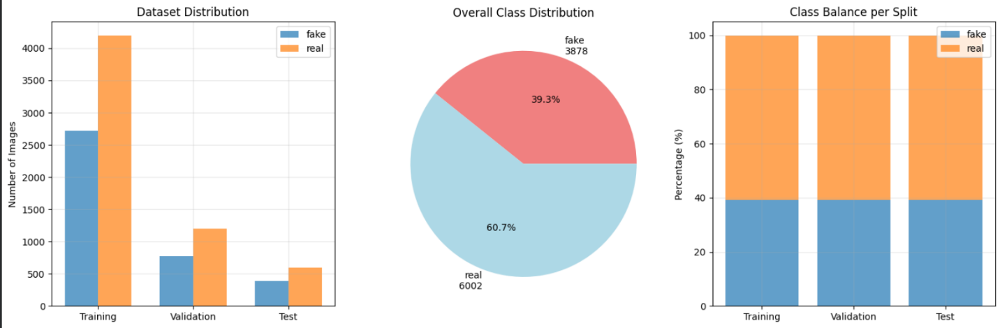 Dataset Distribution
Number of Images
4000
3500
3000
2500
2000
1500
1000
500
0
fake
real
Training Validation Test
Overall Class Distribution
fake
3878
39.3%
60.7%
real
6002
Class Balance per Split
Percentage (%)
100
80
60
40
20
0
fake
real
Training Validation Test